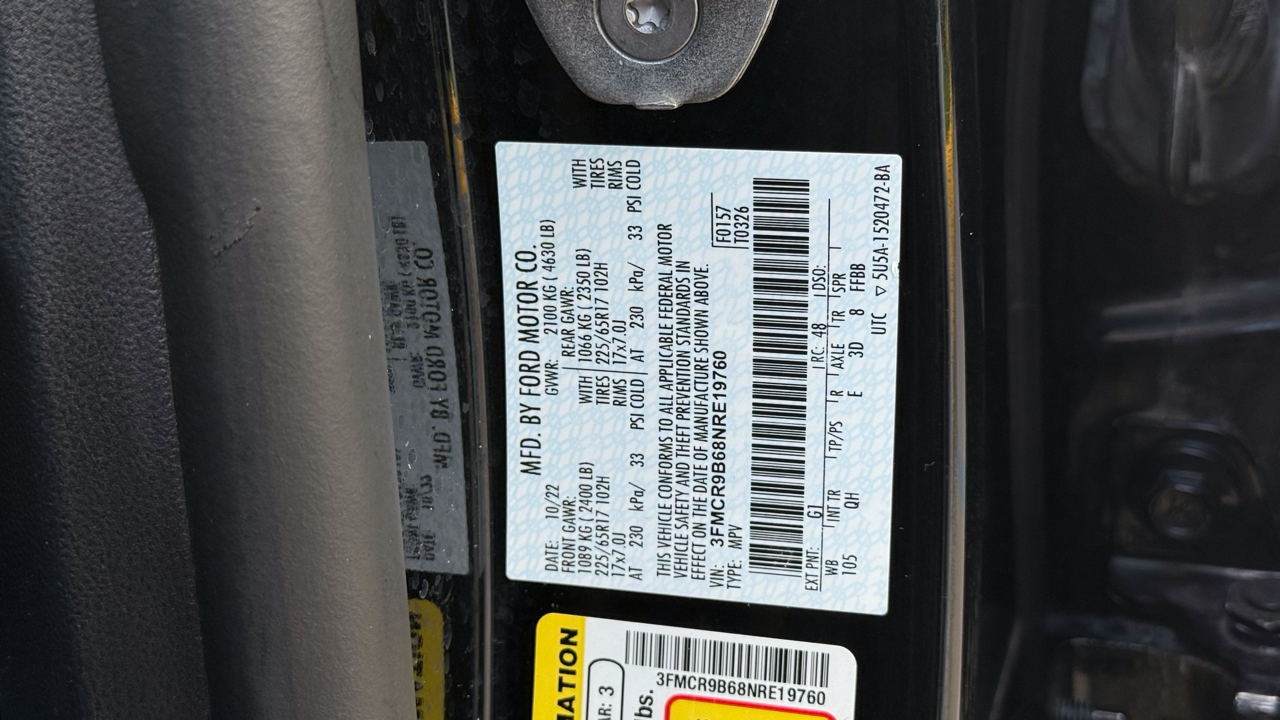 MFD. BY FORD MOTOR CO.
DATE: 10/22 GVWR: 2100 KG ( 4630 LB)
FRONT GAWR: REAR GAWR:
1089 KG ( 2400 LB) WITH 1066 KG ( 2350 LB) WITH
225/65R17 102H TIRES 225/65R17 102H TIRES
17x7.0J RIMS 17x7.0J RIMS
AT 230 kPa/ 33 PSI COLD AT 230 kPa/ 33 PSI COLD
THIS VEHICLE CONFORMS TO ALL APPLICABLE FEDERAL MOTOR
VEHICLE SAFETY AND THEFT PREVENTION STANDARDS IN
EFFECT ON THE DATE OF MANUFACTURE SHOWN ABOVE.
VIN: 3FMCR9B68NRE19760 F0157
TYPE: MPV T0326
EXT PNT: G1 RC: 48 DSO:
WB INT TR TP/PS R AXLE TR SPR
105 QH E 3D 8 FFBB
UTC ▽ 5U5A-1520472-BA
MATION
AR: 3
lbs.
3FMCR9B68NRE19760